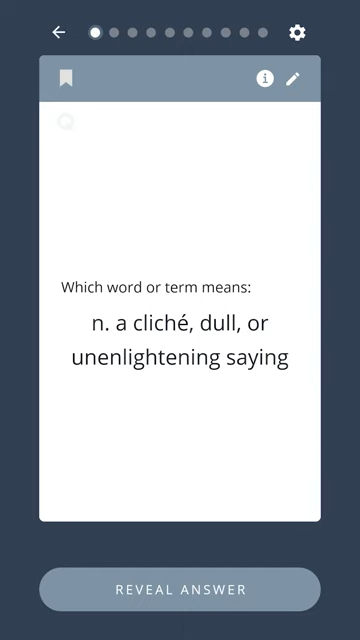 Q
Which word or term means:
n. a cliché, dull, or
unenlightening saying
REVEAL ANSWER